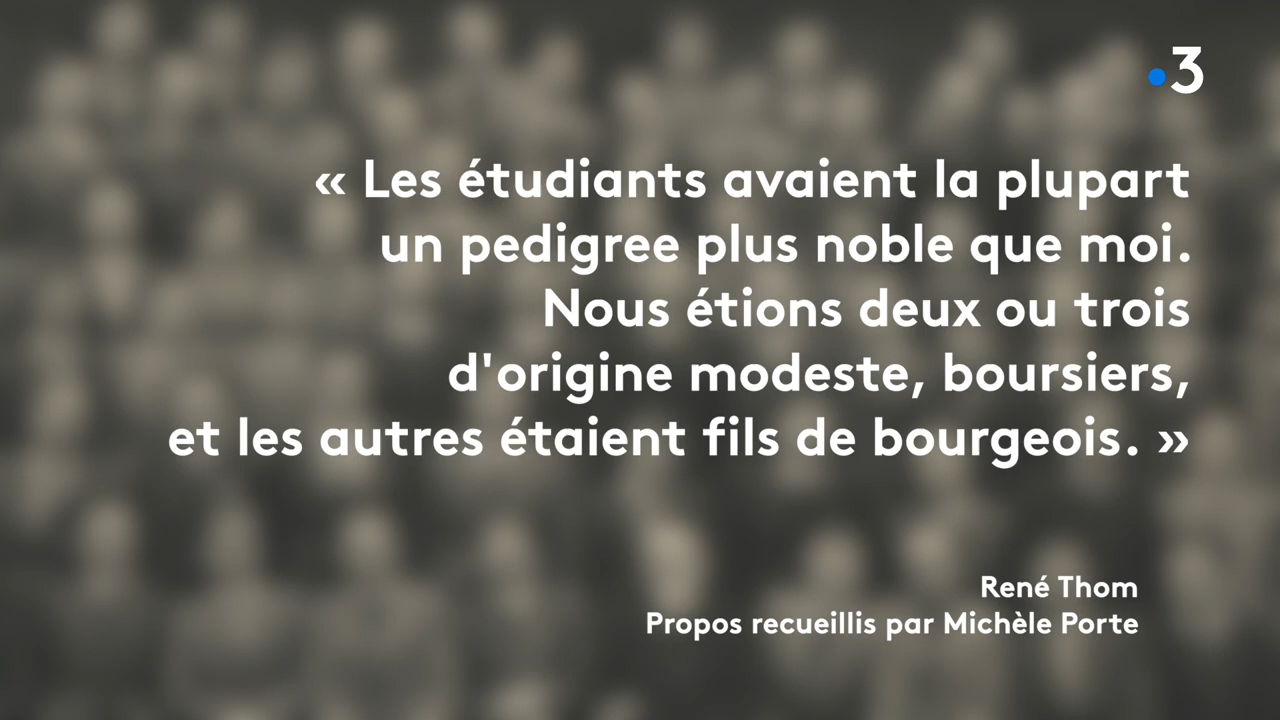 3
« Les étudiants avaient la plupart
un pedigree plus noble que moi.
Nous étions deux ou trois
d'origine modeste, boursiers,
et les autres étaient fils de bourgeois. »
René Thom
Propos recueillis par Michèle Porte